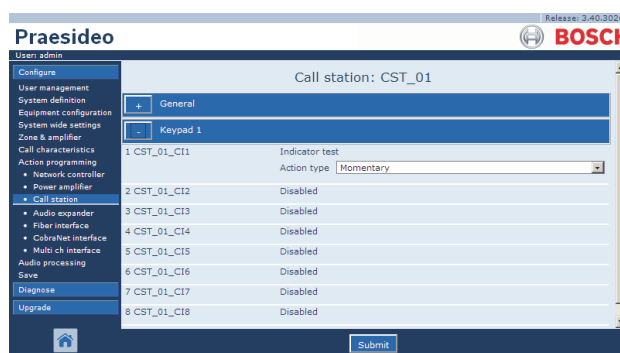 Release: 3.40.302
Praesideo
BOSCH
User: admin
Configure
User management
System definition
Equipment configuration
System wide settings
Zone & amplifier
Call characteristics
Action programming
• Network controller
• Power amplifier
• Call station
• Audio expander
• Fiber interface
• CobraNet interface
• Multi ch interface
Audio processing
Save
Diagnose
Upgrade
Call station: CST_01
+ General
- Keypad 1
1 CST_01_CI1 Indicator test
Action type Momentary
2 CST_01_CI2 Disabled
3 CST_01_CI3 Disabled
4 CST_01_CI4 Disabled
5 CST_01_CI5 Disabled
6 CST_01_CI6 Disabled
7 CST_01_CI7 Disabled
8 CST_01_CI8 Disabled
Submit